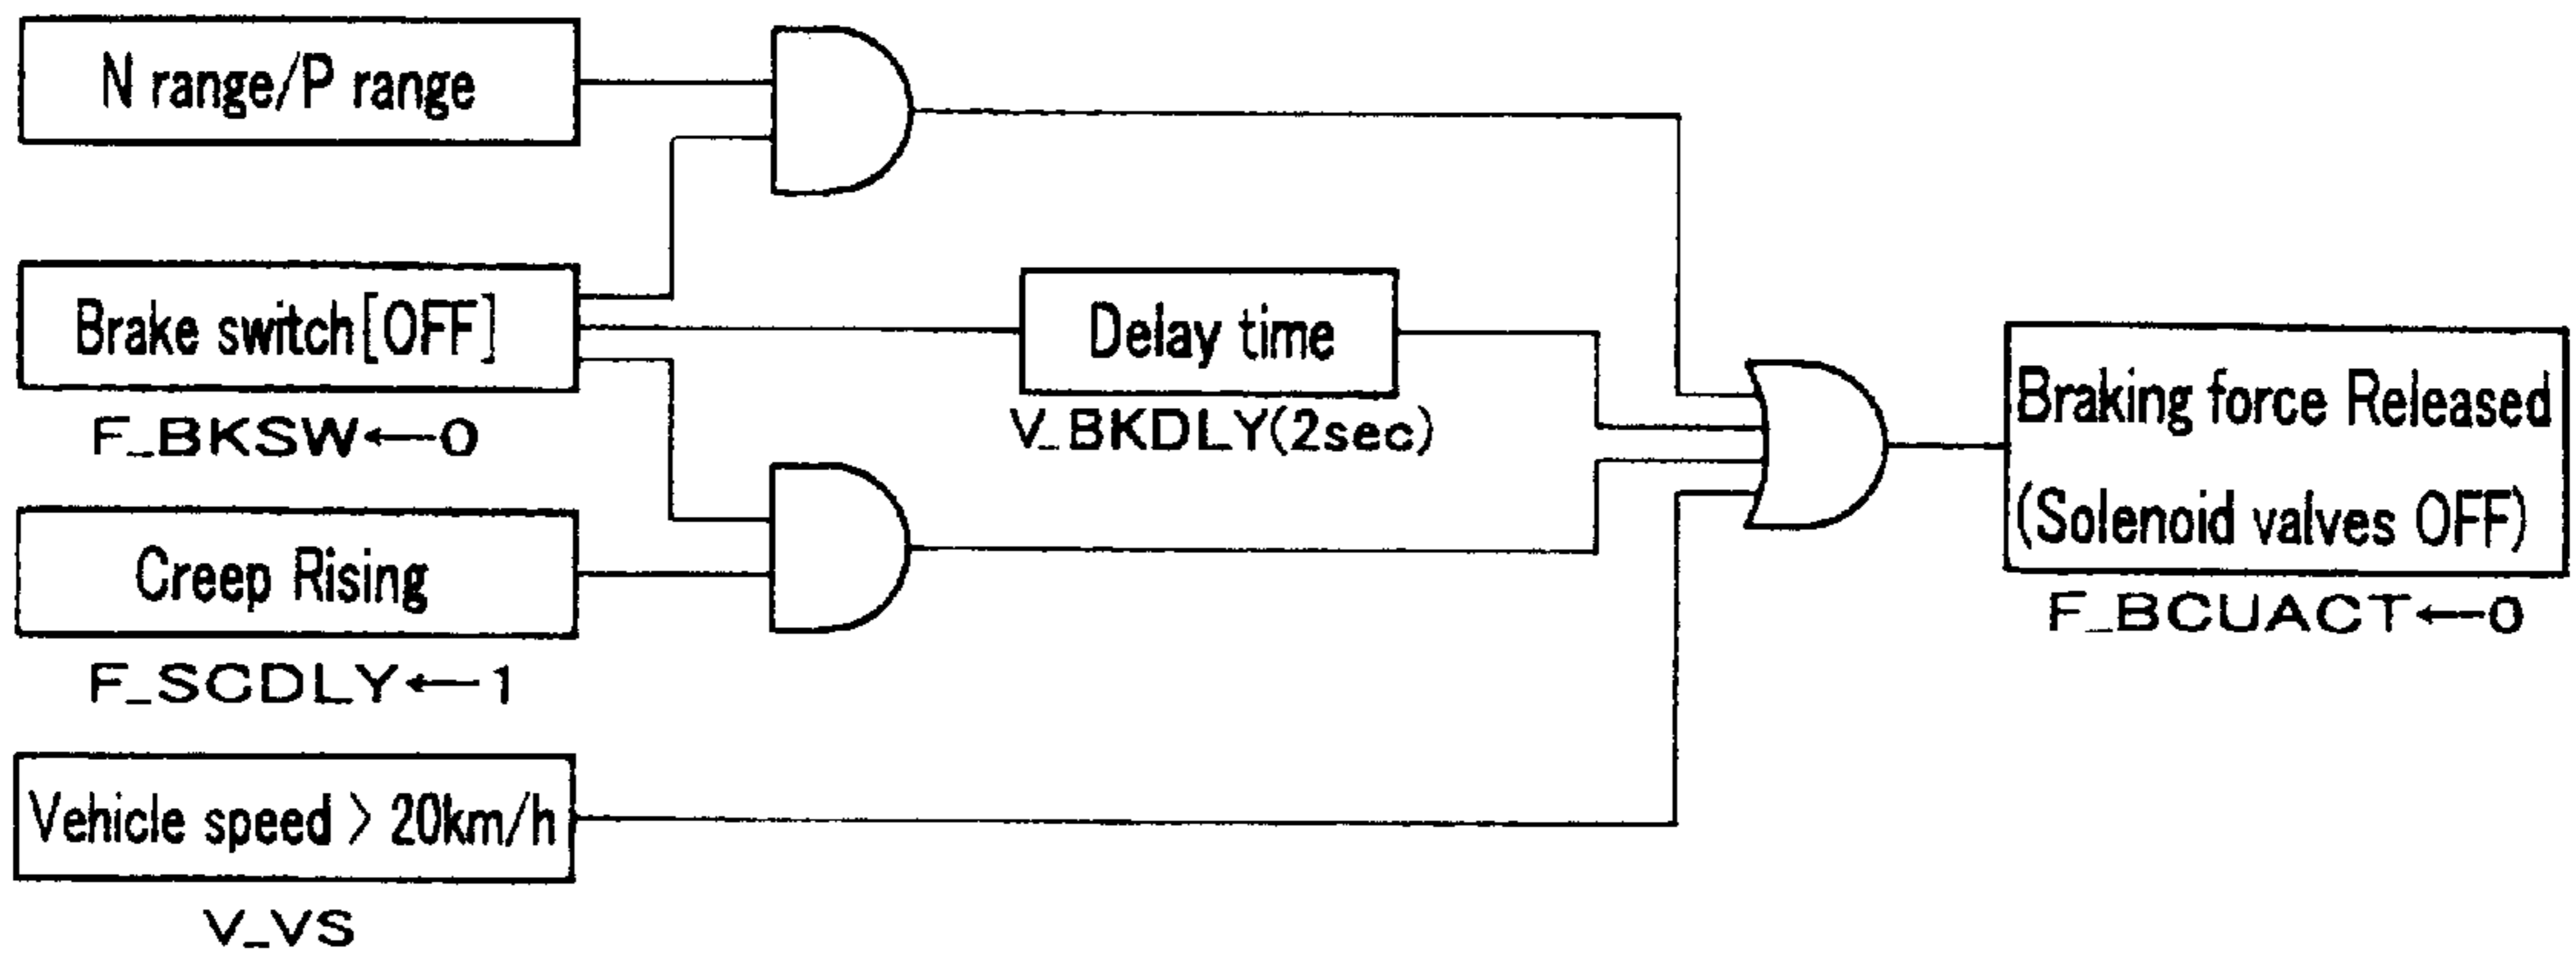 N range/P range
Brake switch[OFF]
F_BKSW←0
Delay time
V_BKDLY(2sec)
Creep Rising
F_SCDLY←1
Vehicle speed > 20km/h
V_VS
Braking force Released
(Solenoid valves OFF)
F_BCUACT←0